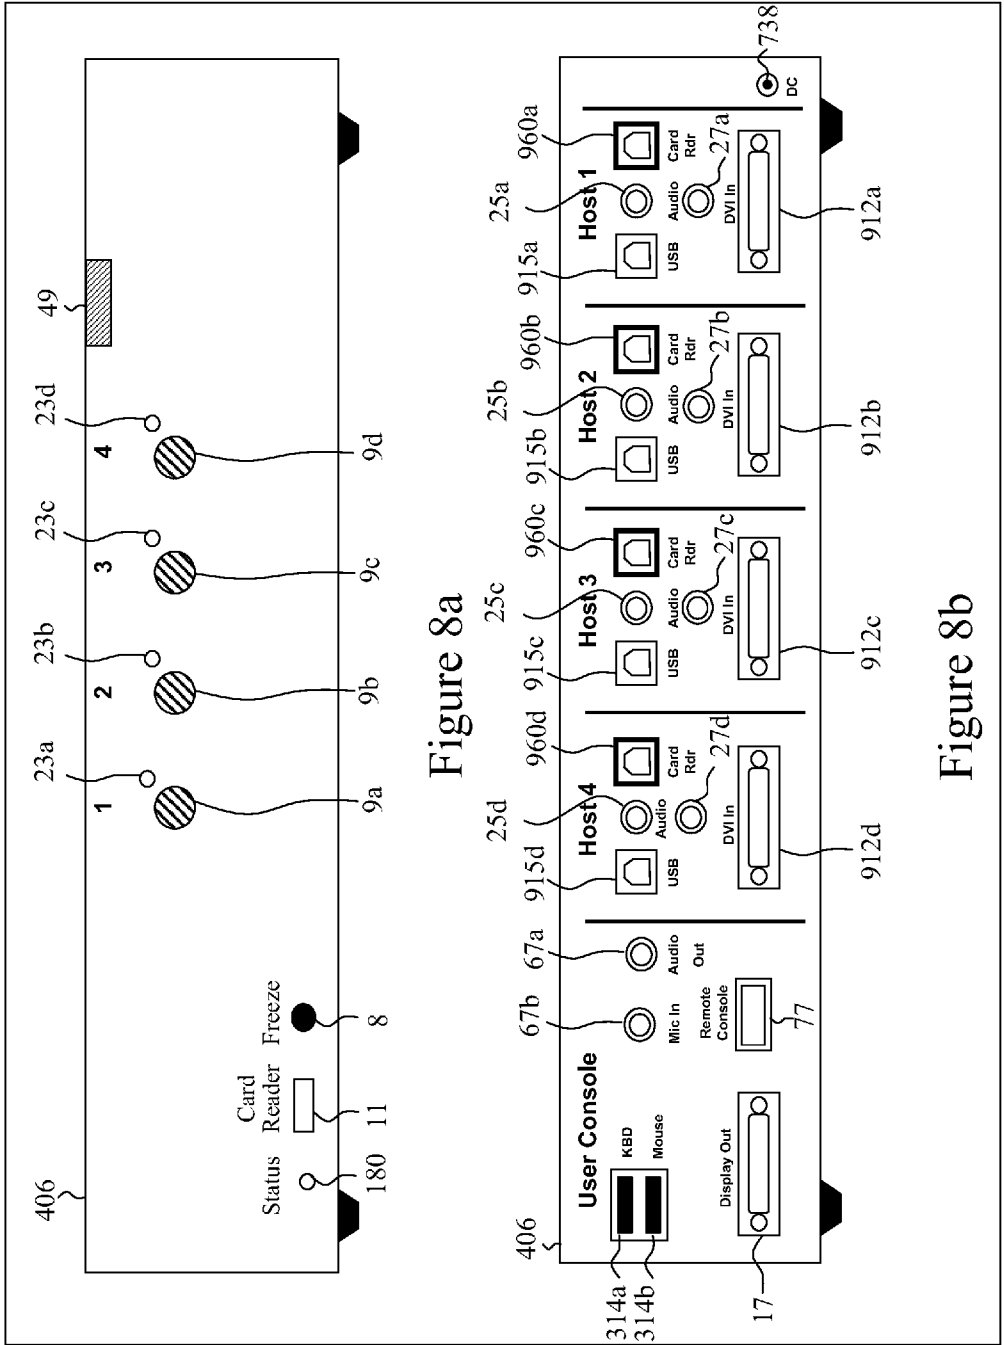 406
Status
180
Card
Reader
11
Freeze
8
1
23a
9a
2
23b
9b
3
23c
9c
4
23d
9d
49
Figure 8a
406
User Console
314a
314b
KBD
Mouse
17
Display Out
67b
Mic In
67a
Audio
Out
Remote
Console
77
Host 4
915d
USB
25d
Audio
27d
960d
Card
Rdr
DVI In
912d
Host 3
915c
USB
25c
Audio
27c
960c
Card
Rdr
DVI In
912c
Host 2
915b
USB
25b
Audio
27b
960b
Card
Rdr
DVI In
912b
Host 1
915a
USB
25a
Audio
27a
960a
Card
Rdr
DVI In
912a
738
DC
Figure 8b